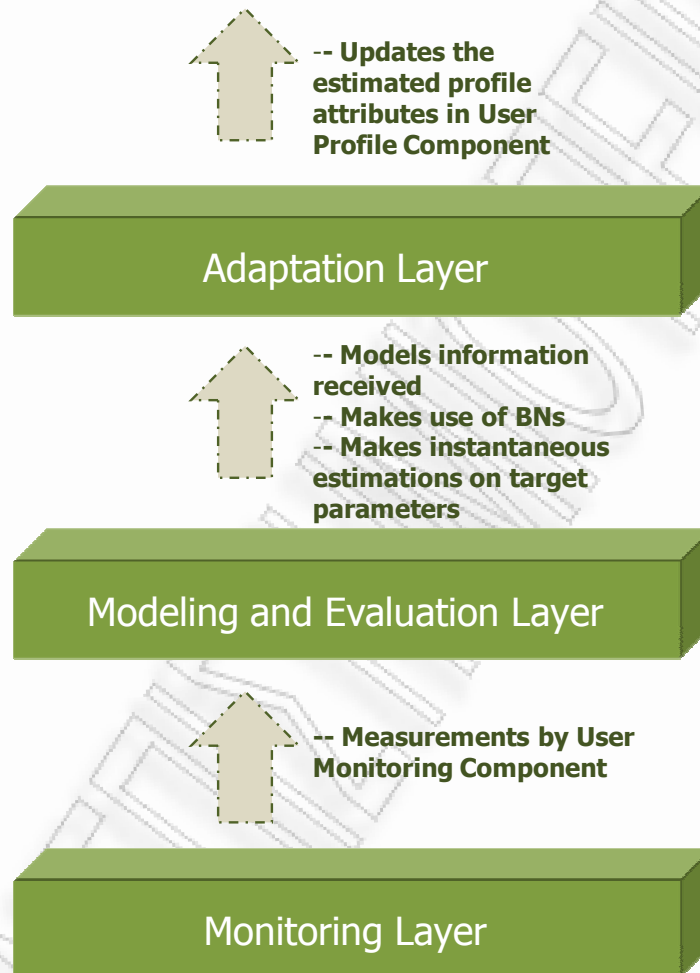 -- Updates the
estimated profile
attributes in User
Profile Component
Adaptation Layer
-- Models information
received
-- Makes use of BNs
-- Makes instantaneous
estimations on target
parameters
Modeling and Evaluation Layer
-- Measurements by User
Monitoring Component
Monitoring Layer